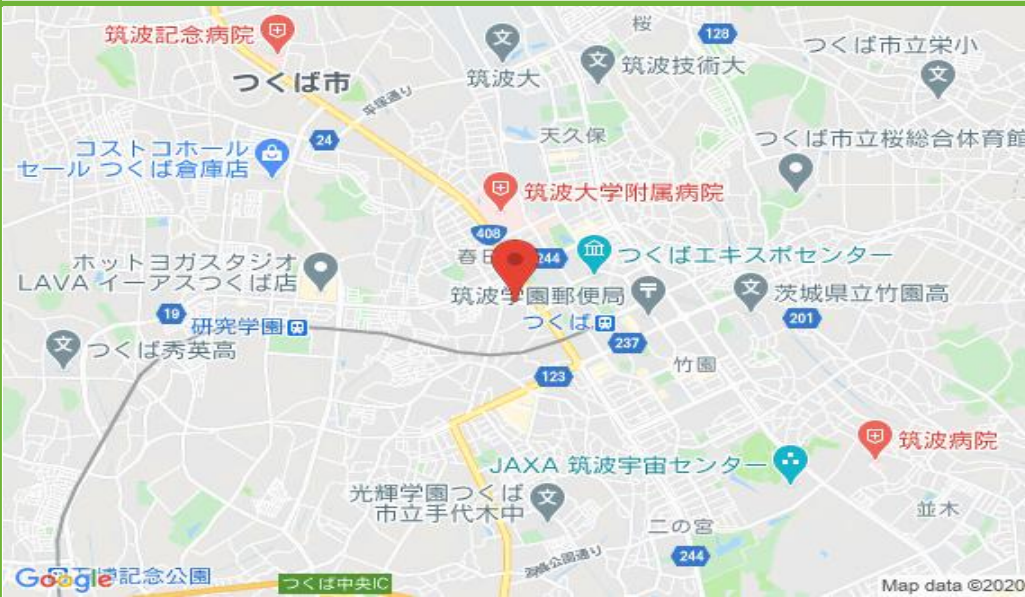 筑波記念病院
桜
128
つくば市立栄小
つくば市
筑波大
筑波技術大
平塚通り
24
天久保
コストコホール
セール つくば倉庫店
つくば市立桜総合体育館
筑波大学附属病院
408
春日
244
つくばエキスポセンター
ホットヨガスタジオ
LAVA イーアスつくば店
筑波学園郵便局
茨城県立竹園高
19
研究学園
つくば
201
つくば秀英高
237
竹園
123
筑波病院
JAXA 筑波宇宙センター
光輝学園つくば
市立手代木中
並木
二の宮
244
洞峰公園通り
Google
記念公園
つくば中央IC
Map data ©2020